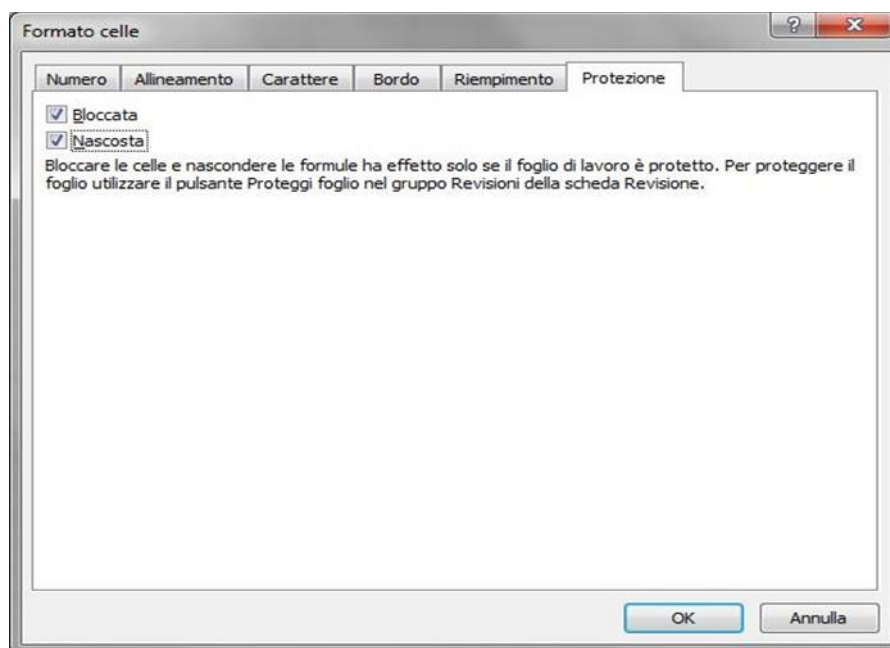 Formato celle
Numero Allineamento Carattere Bordo Riempimento Protezione
Bloccata
Nascosta
Bloccare le celle e nascondere le formule ha effetto solo se il foglio di lavoro è protetto. Per proteggere il
foglio utilizzare il pulsante Proteggi foglio nel gruppo Revisioni della scheda Revisione.
OK Annulla